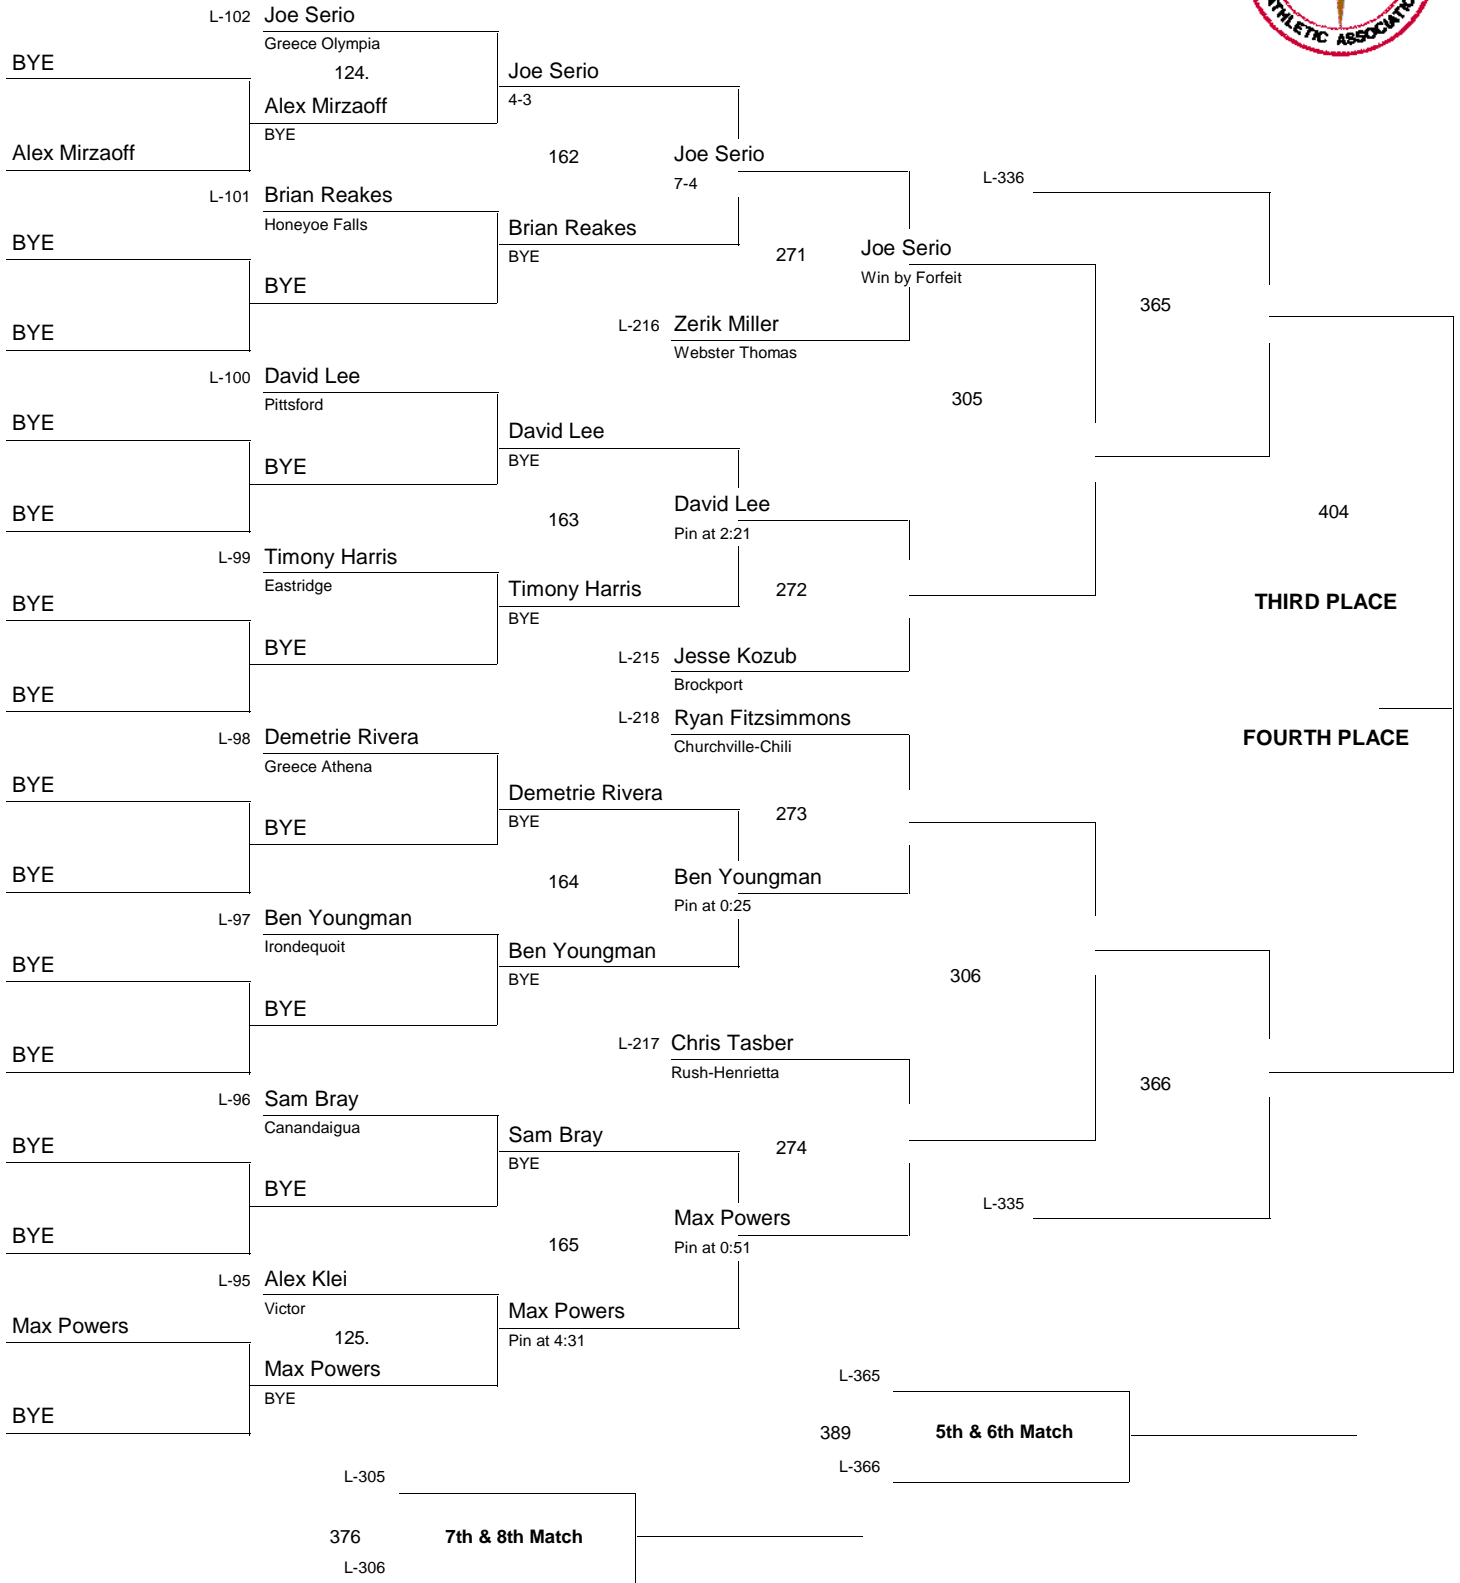 L-102 Joe Serio
Greece Olympia
ATHLETIC ASSOCIATION
BYE
124.
Joe Serio
4-3
Alex Mirzaoff
BYE
Alex Mirzaoff
162
Joe Serio
7-4
L-336
L-101 Brian Reakes
Honeyoe Falls
Brian Reakes
BYE
BYE
271
Joe Serio
Win by Forfeit
BYE
365
L-216 Zerik Miller
Webster Thomas
BYE
L-100 David Lee
Pittsford
305
BYE
David Lee
BYE
BYE
David Lee
Pin at 2:21
BYE
163
404
L-99 Timony Harris
Eastridge
Timony Harris
BYE
272
BYE
THIRD PLACE
BYE
L-215 Jesse Kozub
Brockport
BYE
L-218 Ryan Fitzsimmons
Churchville-Chili
L-98 Demetrie Rivera
Greece Athena
FOURTH PLACE
BYE
Demetrie Rivera
BYE
273
BYE
BYE
164
Ben Youngman
Pin at 0:25
L-97 Ben Youngman
Irondequoit
BYE
Ben Youngman
BYE
306
BYE
BYE
L-217 Chris Tasber
Rush-Henrietta
366
L-96 Sam Bray
Canandaigua
BYE
Sam Bray
BYE
274
BYE
L-335
BYE
165
Max Powers
Pin at 0:51
L-95 Alex Klei
Victor
Max Powers
125.
Max Powers
Pin at 4:31
Max Powers
BYE
L-365
BYE
389 5th & 6th Match
L-366
L-305
376 7th & 8th Match
L-306